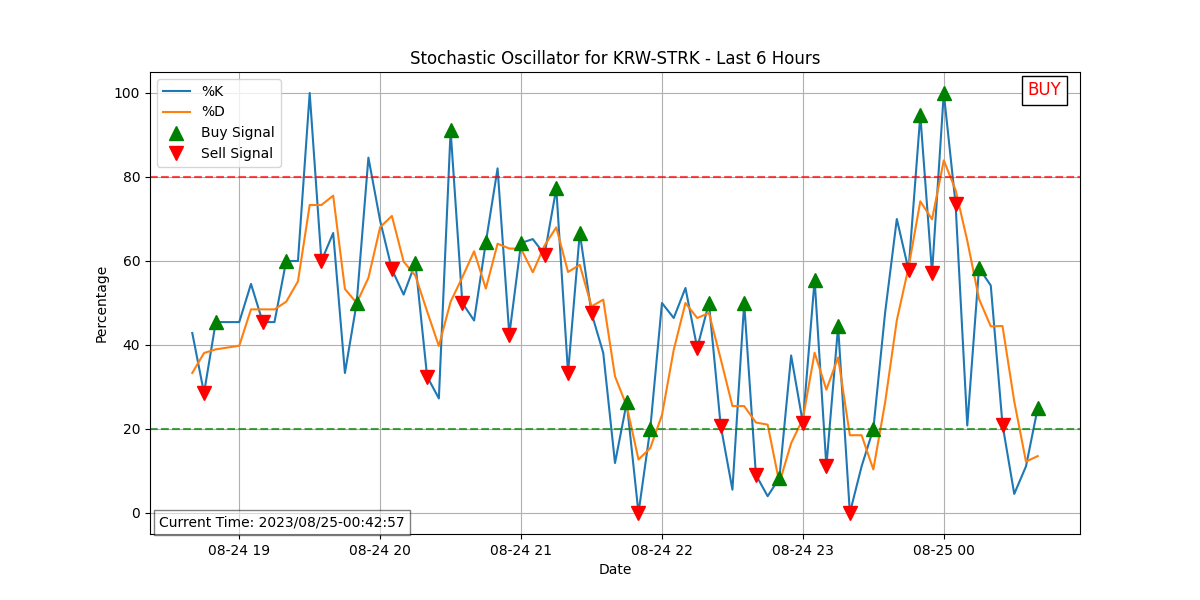 Stochastic Oscillator for KRW-STRK - Last 6 Hours
%K
%D
Buy Signal
Sell Signal
BUY
100
80
60
40
20
0
Percentage
Current Time: 2023/08/25-00:42:57
08-24 19
08-24 20
08-24 21
08-24 22
08-24 23
08-25 00
Date